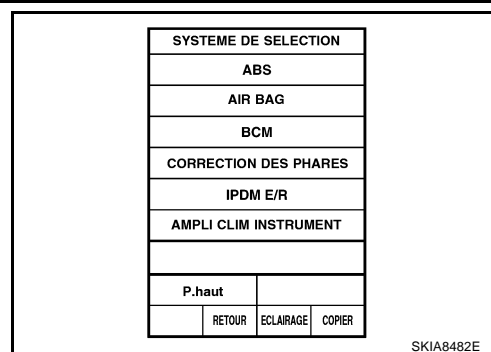 SYSTEME DE SELECTION
ABS
AIR BAG
BCM
CORRECTION DES PHARES
IPDM E/R
AMPLI CLIM INSTRUMENT
P.haut
RETOUR ECLAIRAGE COPIER
SKIA8482E